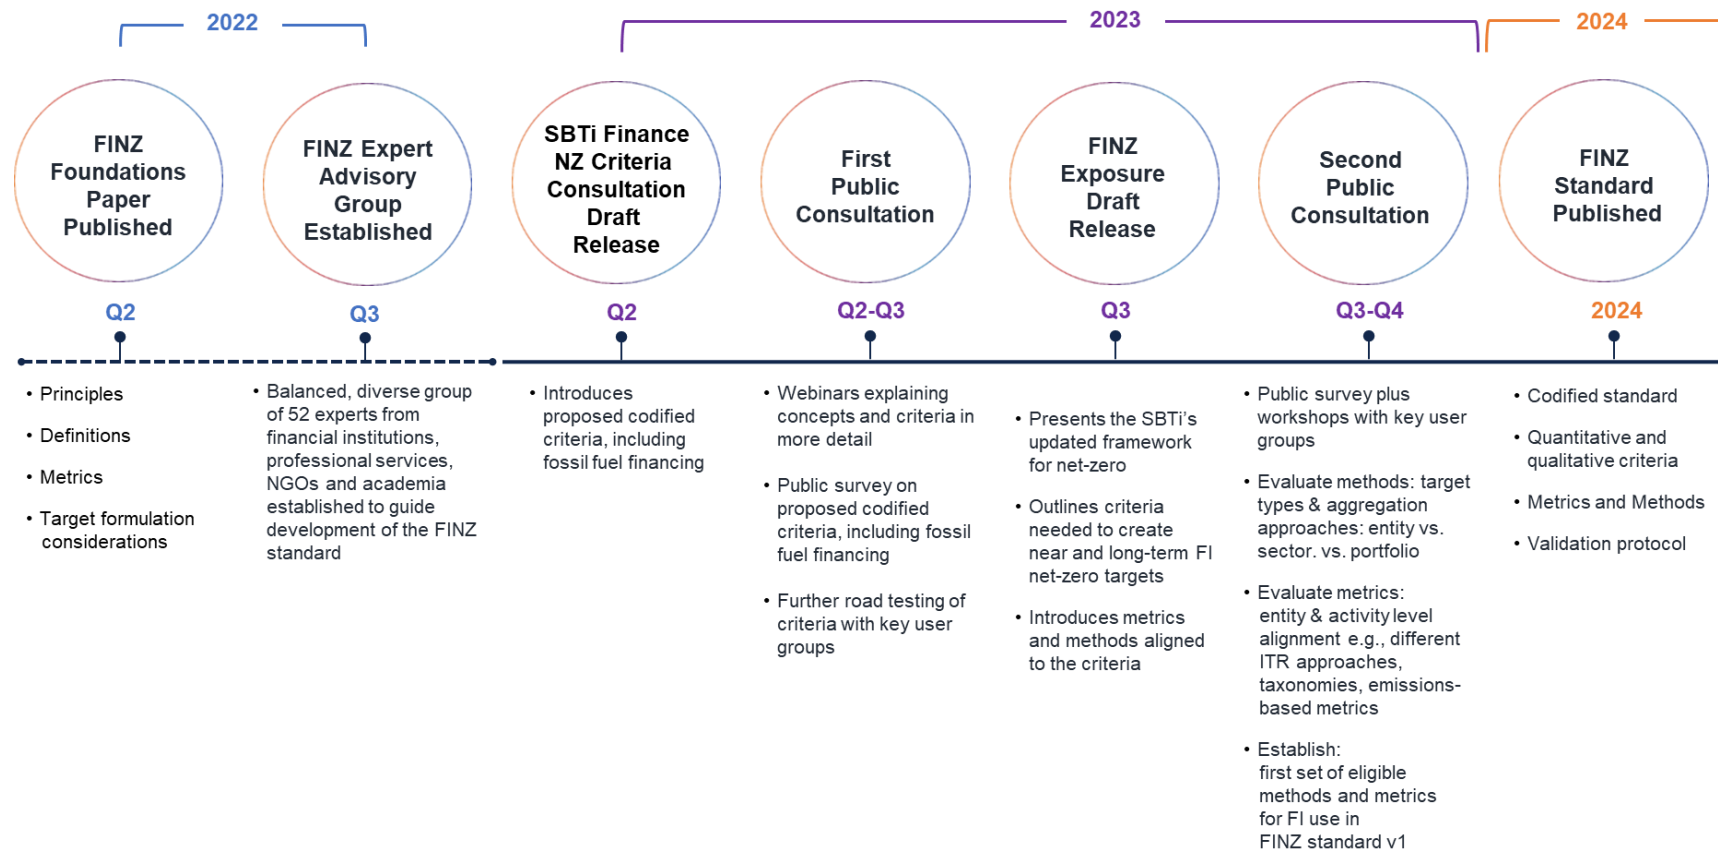 2022
2023
2024
FINZ
Foundations
Paper
Published
FINZ Expert
Advisory
Group
Established
SBTi Finance
NZ Criteria
Consultation
Draft
Release
First
Public
Consultation
FINZ
Exposure
Draft
Release
Second
Public
Consultation
FINZ
Standard
Published
Q2
Q3
Q2
Q2-Q3
Q3
Q3-Q4
2024
• Principles
• Definitions
• Metrics
• Target formulation
considerations
• Balanced, diverse group
of 52 experts from
financial institutions,
professional services,
NGOs and academia
established to guide
development of the FINZ
standard
• Introduces
proposed codified
criteria, including
fossil fuel financing
• Webinars explaining
concepts and criteria in
more detail
• Public survey on
proposed codified
criteria, including fossil
fuel financing
• Further road testing of
criteria with key user
groups
• Presents the SBTi's
updated framework
for net-zero
• Outlines criteria
needed to create
near and long-term FI
net-zero targets
• Introduces metrics
and methods aligned
to the criteria
• Public survey plus
workshops with key user
groups
• Evaluate methods: target
types & aggregation
approaches: entity vs.
sector. vs. portfolio
• Evaluate metrics:
entity & activity level
alignment e.g., different
ITR approaches,
taxonomies, emissions-
based metrics
• Establish:
first set of eligible
methods and metrics
for FI use in
FINZ standard v1
• Codified standard
• Quantitative and
qualitative criteria
• Metrics and Methods
• Validation protocol